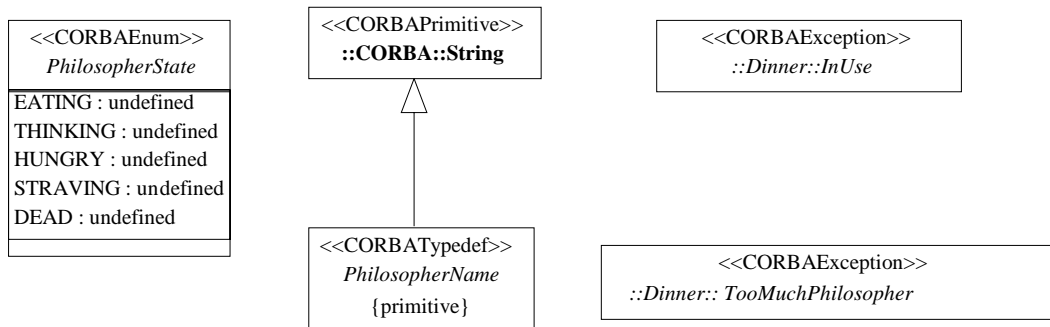 <<CORBAEnum>>
PhilosopherState
EATING : undefined
THINKING : undefined
HUNGRY : undefined
STRAVING : undefined
DEAD : undefined
<<CORBAPrimitive>>
::CORBA::String
<<CORBATypedef>>
PhilosopherName
{primitive}
<<CORBAException>>
::Dinner::InUse
<<CORBAException>>
::Dinner:: TooMuchPhilosopher